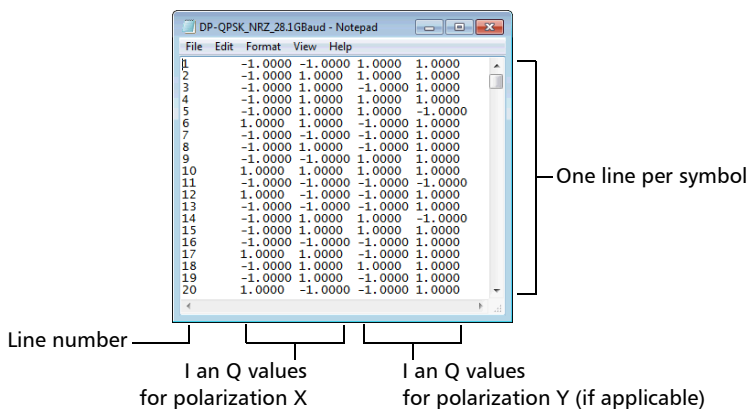 DP-QPSK_NRZ_28.1GBaud - Notepad
File Edit Format View Help
1 -1.0000 -1.0000 1.0000 1.0000
2 -1.0000 1.0000 1.0000 1.0000
3 -1.0000 1.0000 -1.0000 1.0000
4 -1.0000 1.0000 1.0000 1.0000
5 -1.0000 1.0000 1.0000 -1.0000
6 1.0000 1.0000 -1.0000 1.0000
7 -1.0000 -1.0000 -1.0000 1.0000
8 -1.0000 1.0000 -1.0000 1.0000
9 -1.0000 -1.0000 1.0000 1.0000
10 1.0000 1.0000 1.0000 1.0000
11 -1.0000 -1.0000 -1.0000 -1.0000
12 1.0000 -1.0000 -1.0000 1.0000
13 -1.0000 -1.0000 -1.0000 1.0000
14 -1.0000 1.0000 1.0000 -1.0000
15 -1.0000 1.0000 1.0000 1.0000
16 -1.0000 -1.0000 -1.0000 1.0000
17 1.0000 1.0000 -1.0000 1.0000
18 -1.0000 1.0000 1.0000 1.0000
19 -1.0000 1.0000 -1.0000 1.0000
20 1.0000 -1.0000 -1.0000 1.0000
One line per symbol
Line number
I an Q values
for polarization X
I an Q values
for polarization Y (if applicable)